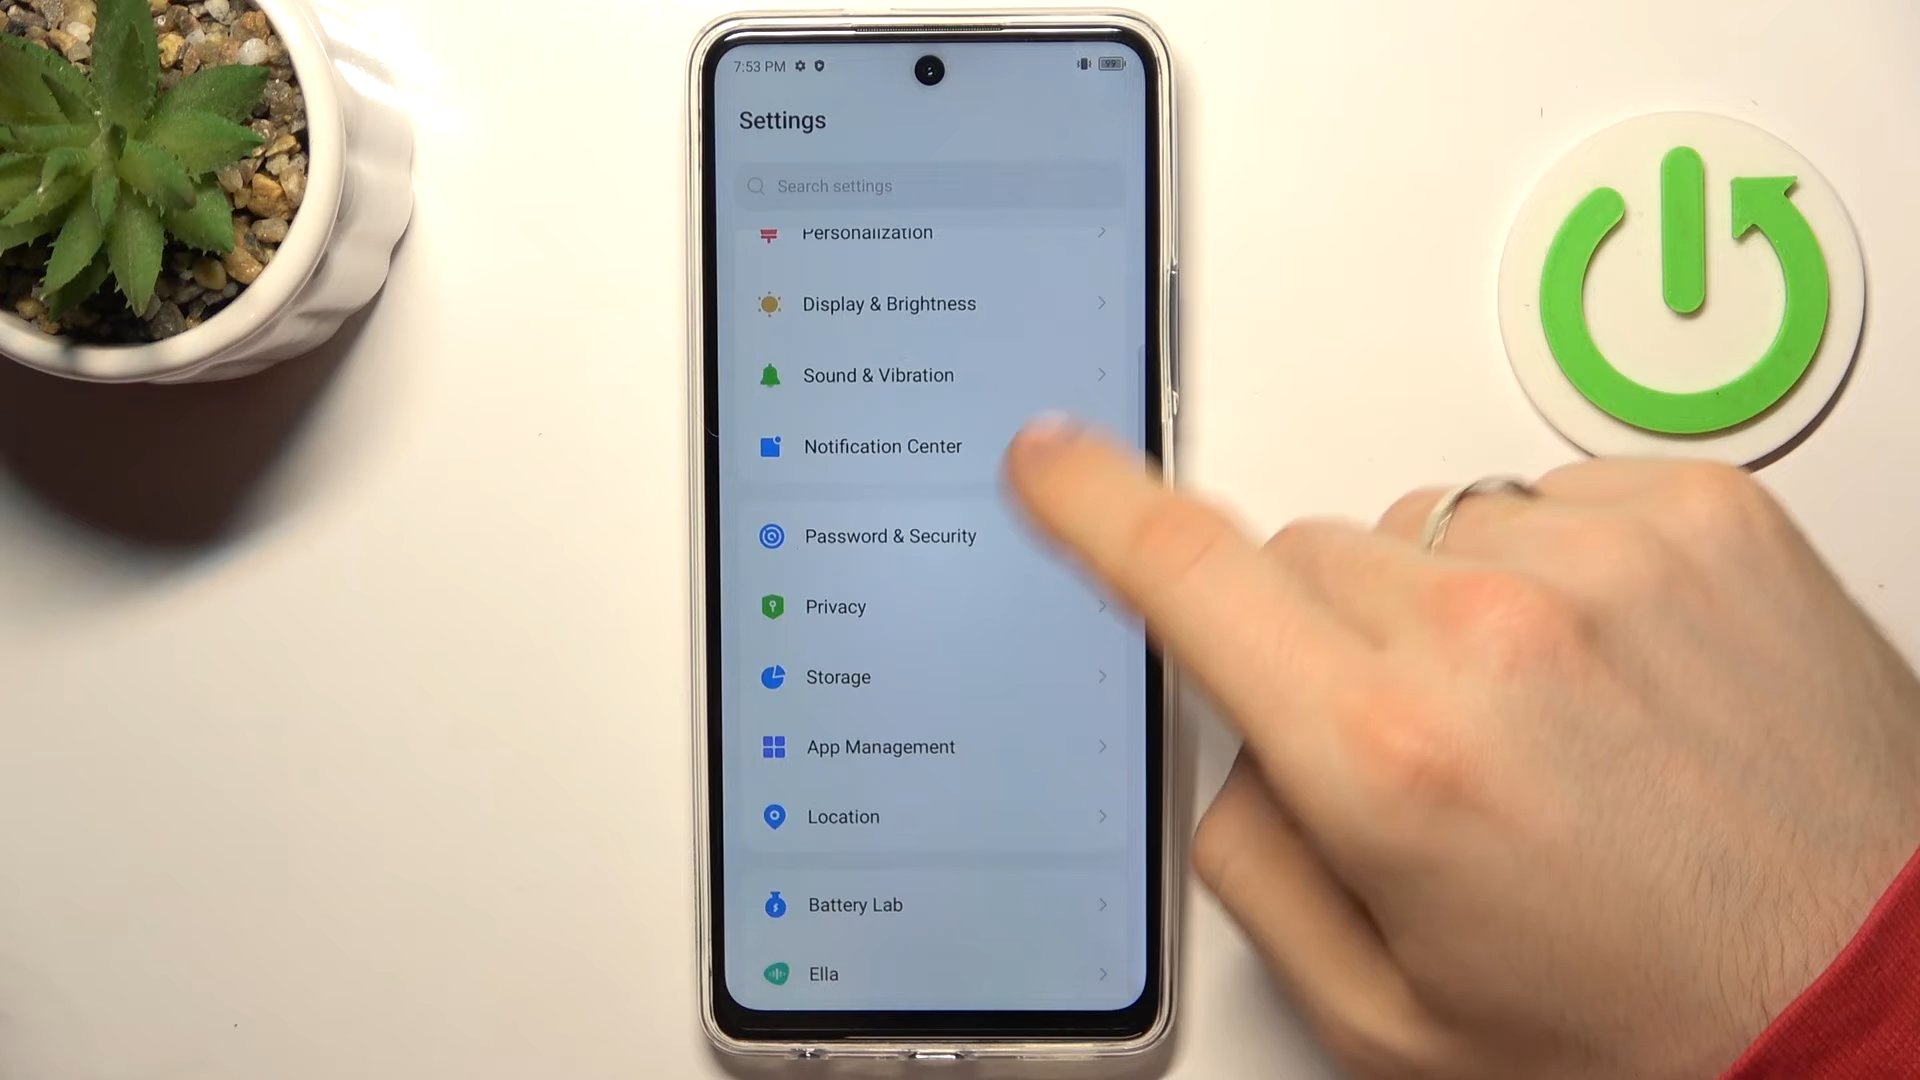 7:53 PM
99
Settings
Search settings
Personalization
Display & Brightness
Sound & Vibration
Notification Center
Password & Security
Privacy
Storage
App Management
Location
Battery Lab
Ella